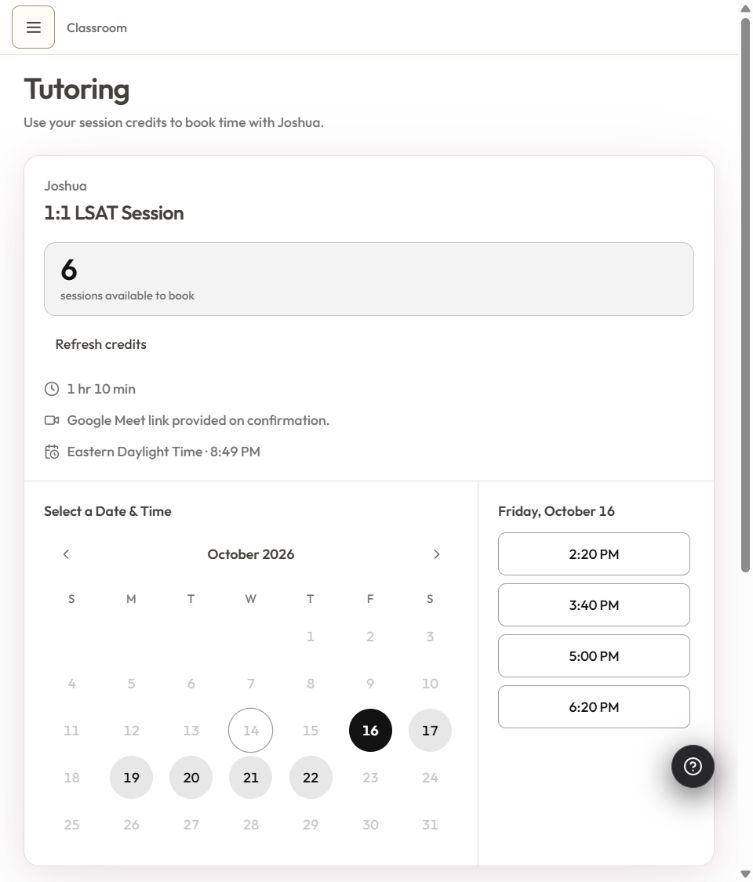 Classroom
Tutoring
Use your session credits to book time with Joshua.
Joshua
1:1 LSAT Session
6
sessions available to book
Refresh credits
1 hr 10 min
Google Meet link provided on confirmation.
Eastern Daylight Time · 8:49 PM
Select a Date & Time
October 2026
S M T W T F S
1 2 3
4 5 6 7 8 9 10
11 12 13 14 15 16 17
18 19 20 21 22 23 24
25 26 27 28 29 30 31
Friday, October 16
2:20 PM
3:40 PM
5:00 PM
6:20 PM